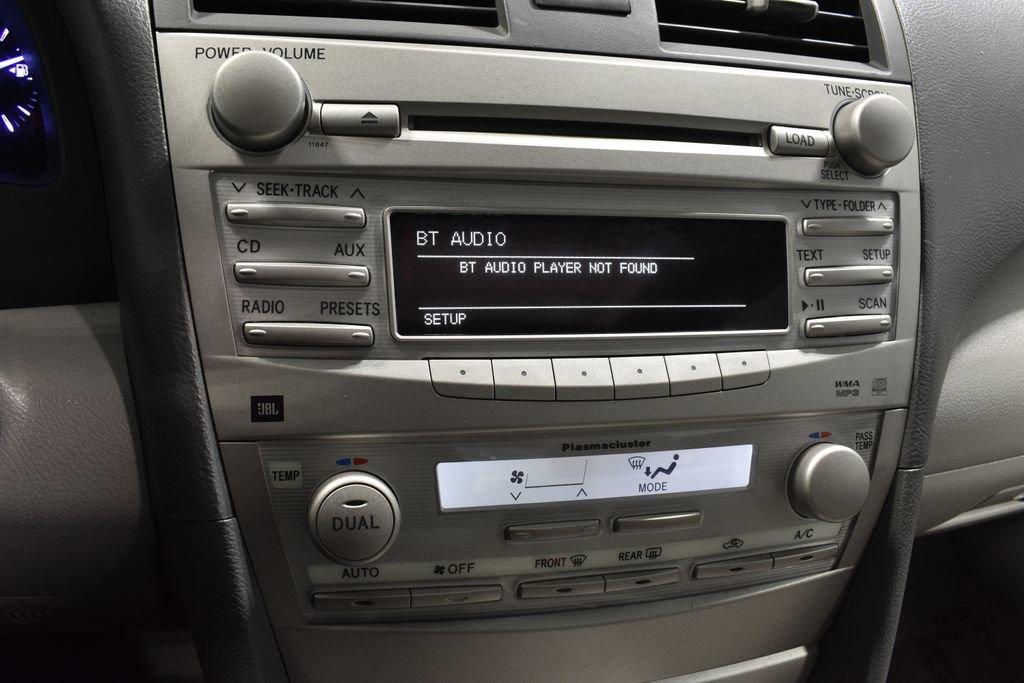 POWER·VOLUME
TUNE·SCROLL
11847
LOAD
PUSH
SELECT
SEEK·TRACK
TYPE·FOLDER
CD AUX
TEXT SETUP
RADIO PRESETS
SCAN
BT AUDIO
BT AUDIO PLAYER NOT FOUND
SETUP
JBL
WMA
MP3
Plasmacluster
TEMP
PASS
TEMP
MODE
DUAL
AUTO
OFF
FRONT
REAR
A/C